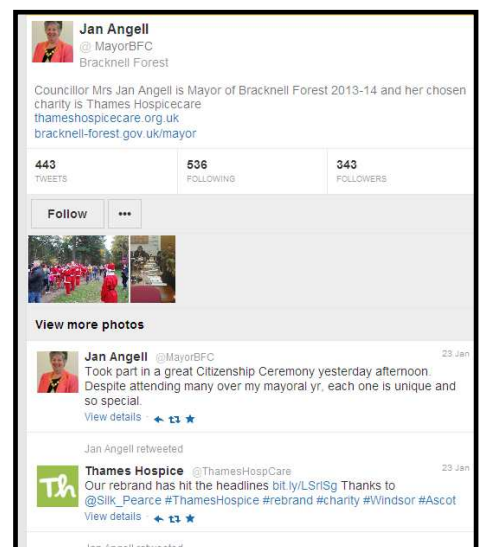 Jan Angell
@ MayorBFC
Bracknell Forest
Councillor Mrs Jan Angell is Mayor of Bracknell Forest 2013-14 and her chosen
charity is Thames Hospicecare
thameshospicecare.org.uk
bracknell-forest.gov.uk/mayor
443 536 343
TWEETS FOLLOWING FOLLOWERS
Follow •••
View more photos
Jan Angell @MayorBFC 23 Jan
Took part in a great Citizenship Ceremony yesterday afternoon.
Despite attending many over my mayoral yr, each one is unique and
so special.
View details
Jan Angell retweeted
Th
Thames Hospice @ThamesHospCare 23 Jan
Our rebrand has hit the headlines bit.ly/LSrlSg Thanks to
@Silk_Pearce #ThamesHospice #rebrand #charity #Windsor #Ascot
View details
Jan Angell retweeted